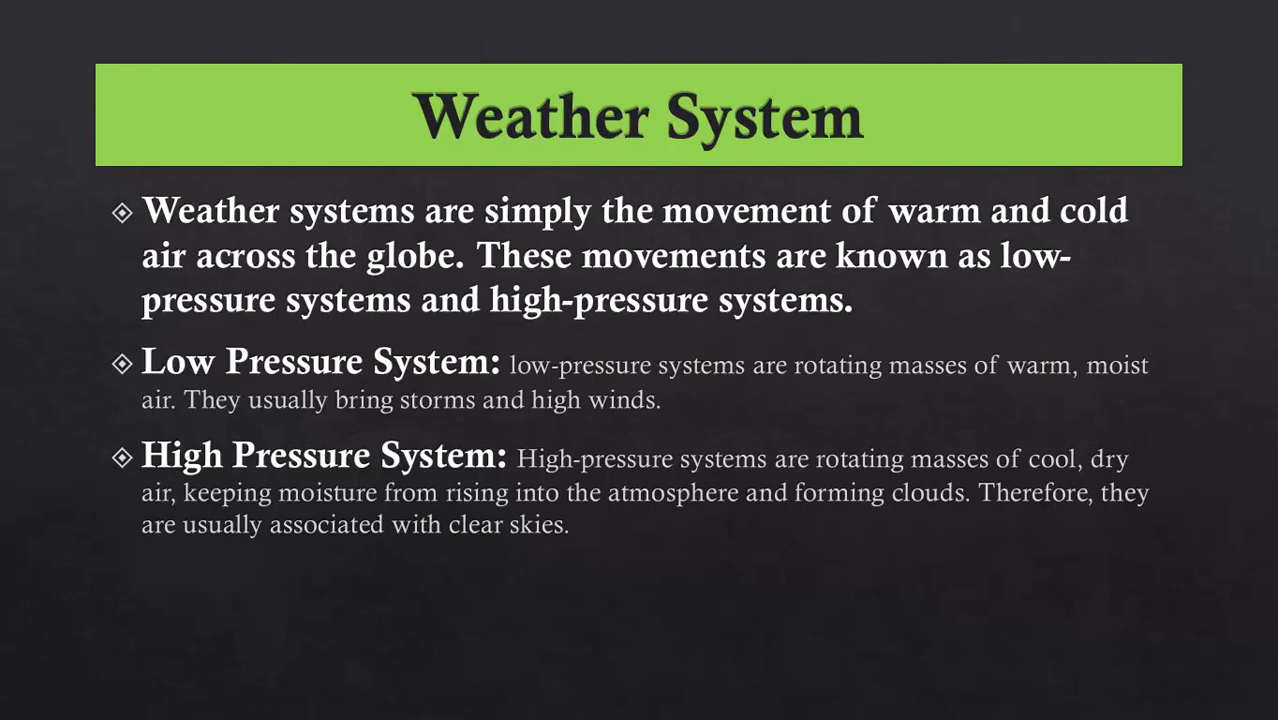 Weather System
Weather systems are simply the movement of warm and cold
air across the globe. These movements are known as low-
pressure systems and high-pressure systems.
Low Pressure System: low-pressure systems are rotating masses of warm, moist
air. They usually bring storms and high winds.
High Pressure System: High-pressure systems are rotating masses of cool, dry
air, keeping moisture from rising into the atmosphere and forming clouds. Therefore, they
are usually associated with clear skies.